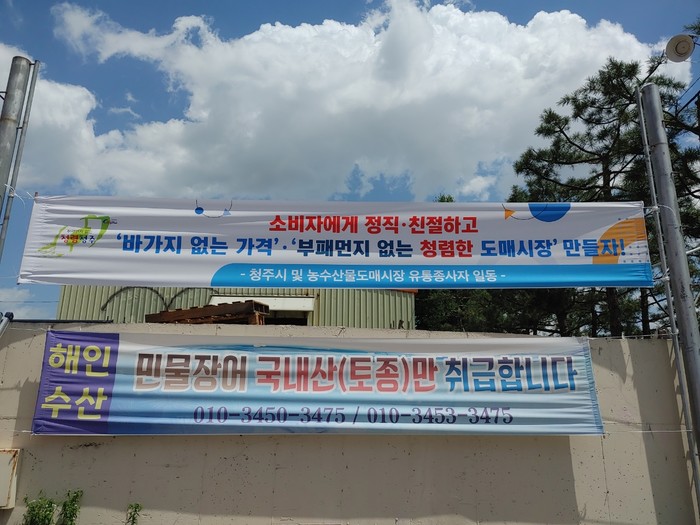 소비자에게 정직·친절하고
청렴청주
'바가지 없는 가격'·'부패먼지 없는 청렴한 도매시장' 만들자!
- 청주시 및 농수산물도매시장 유통종사자 일동 -
해인
수산
민물장어 국내산(토종)만 취급합니다
010-3450-3475 / 010-3453-3475